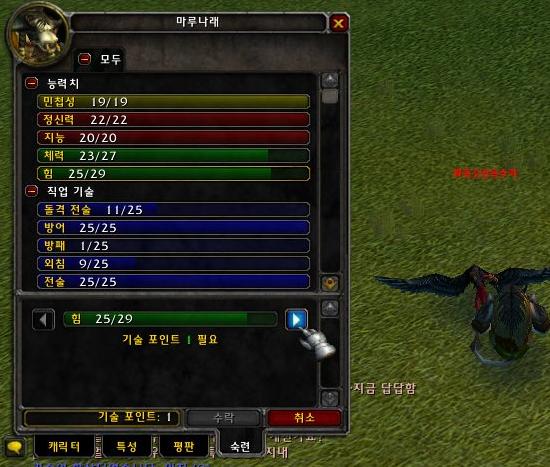 마루나래
모두
능력치
민첩성 19/19
정신력 22/22
지능 20/20
체력 23/27
힘 25/29
직업 기술
돌격 전술 11/25
방어 25/25
방패 1/25
외침 9/25
전술 25/25
힘 25/29
기술 포인트 1 필요
지금 답답함
기술 포인트: 1
수락
취소
캐릭터
특성
평판
숙련
지내